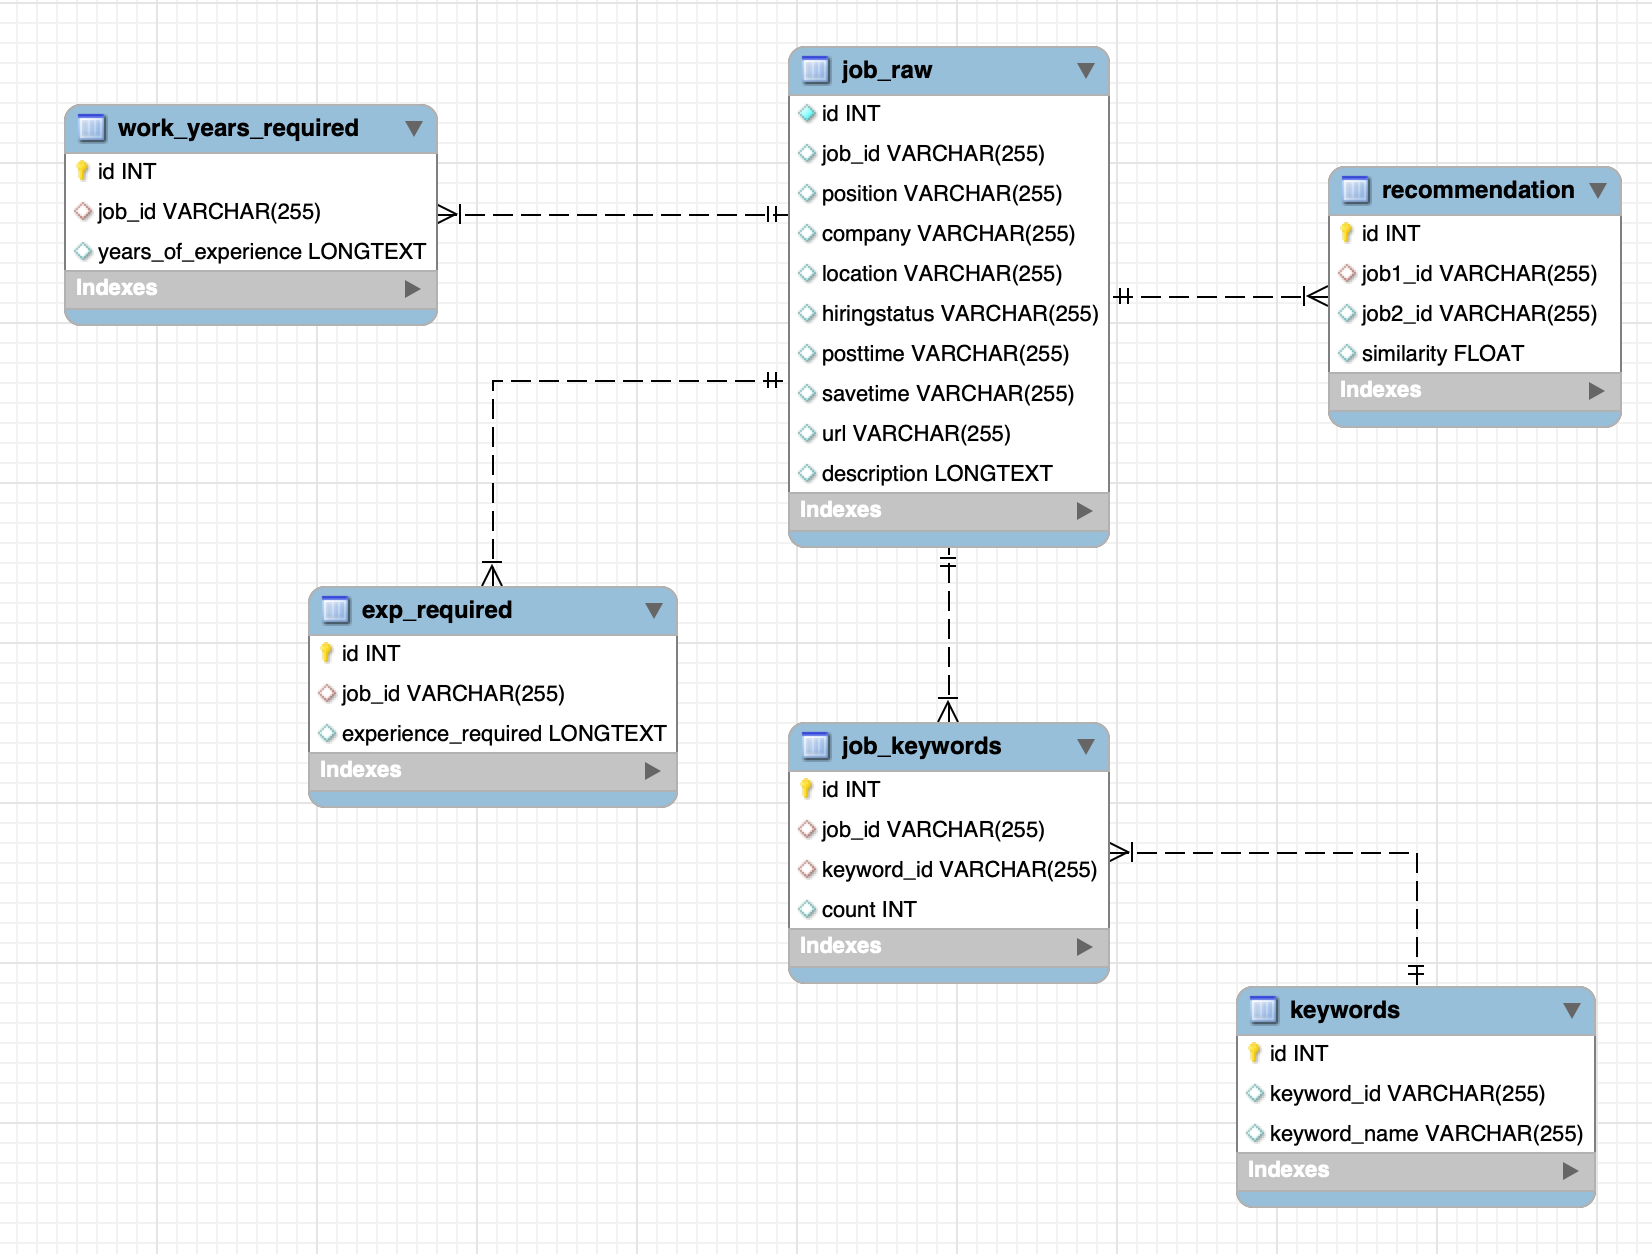 job_raw
id INT
job_id VARCHAR(255)
position VARCHAR(255)
company VARCHAR(255)
location VARCHAR(255)
hiringstatus VARCHAR(255)
posttime VARCHAR(255)
savetime VARCHAR(255)
url VARCHAR(255)
description LONGTEXT
Indexes
work_years_required
id INT
job_id VARCHAR(255)
years_of_experience LONGTEXT
Indexes
recommendation
id INT
job1_id VARCHAR(255)
job2_id VARCHAR(255)
similarity FLOAT
Indexes
exp_required
id INT
job_id VARCHAR(255)
experience_required LONGTEXT
Indexes
job_keywords
id INT
job_id VARCHAR(255)
keyword_id VARCHAR(255)
count INT
Indexes
keywords
id INT
keyword_id VARCHAR(255)
keyword_name VARCHAR(255)
Indexes